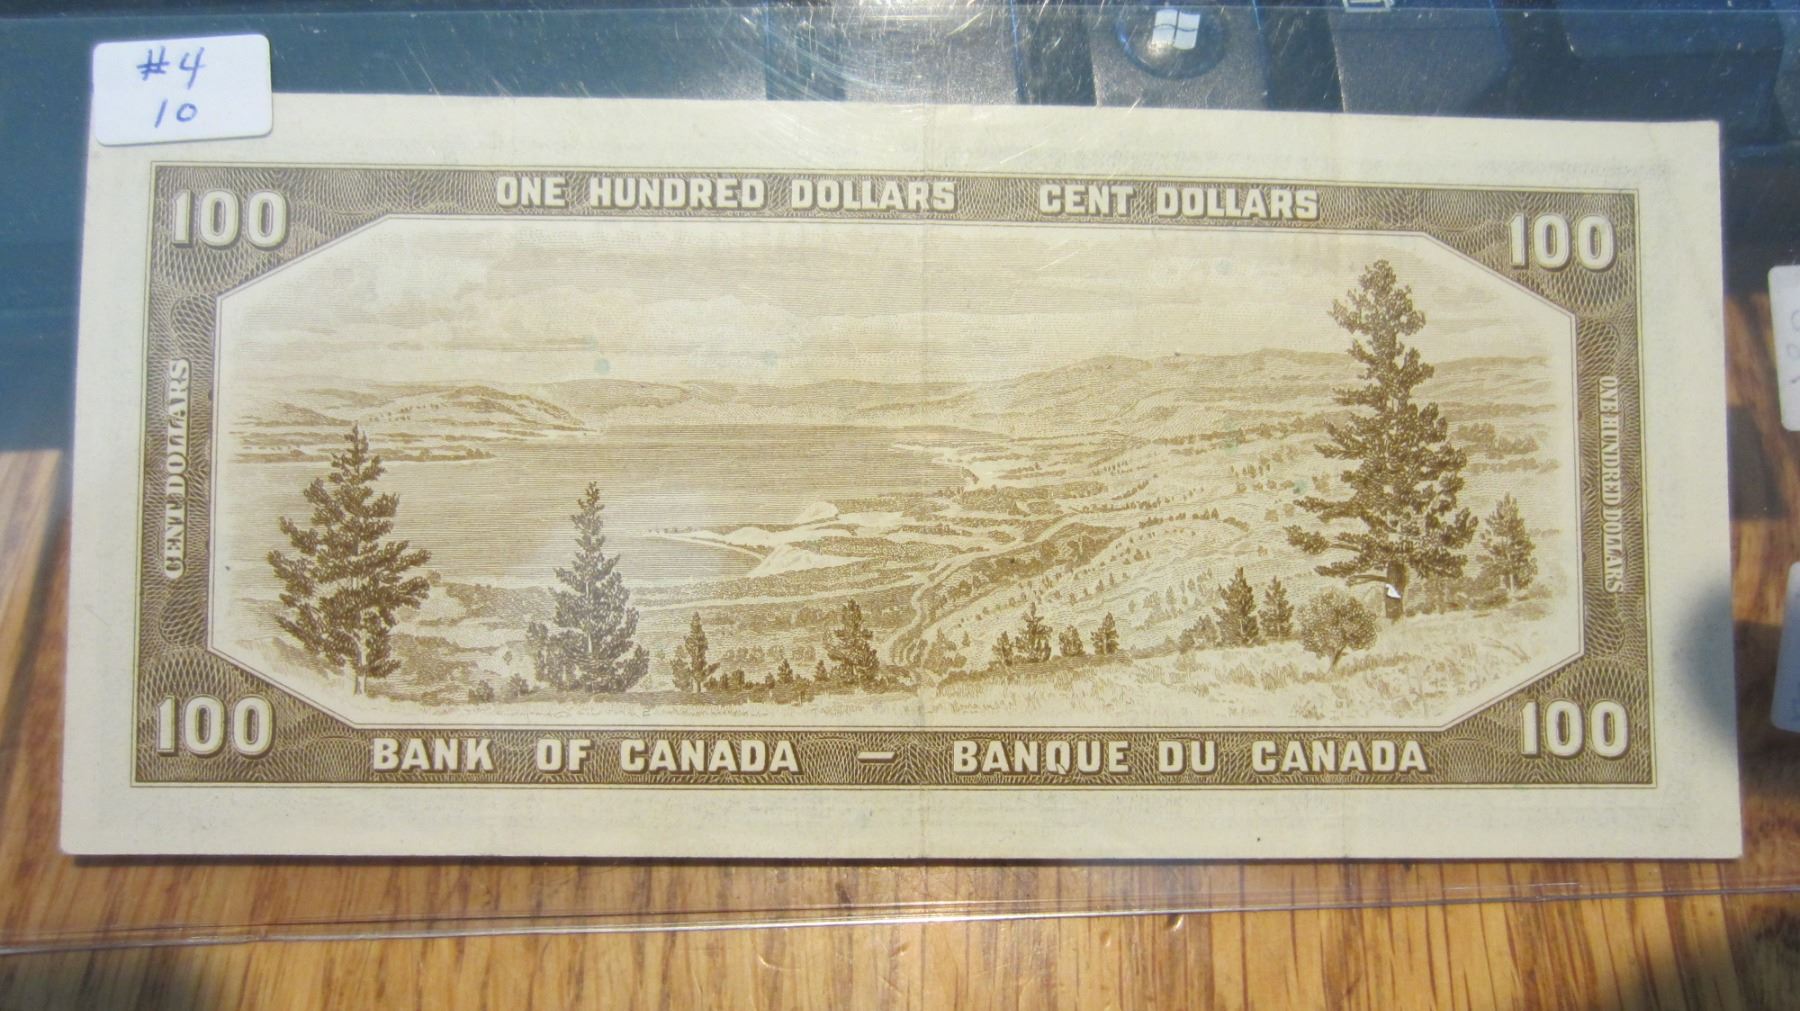 #4
10
100 ONE HUNDRED DOLLARS CENT DOLLARS 100
CENT DOLLARS
ONE HUNDRED DOLLARS
100 BANK OF CANADA — BANQUE DU CANADA 100